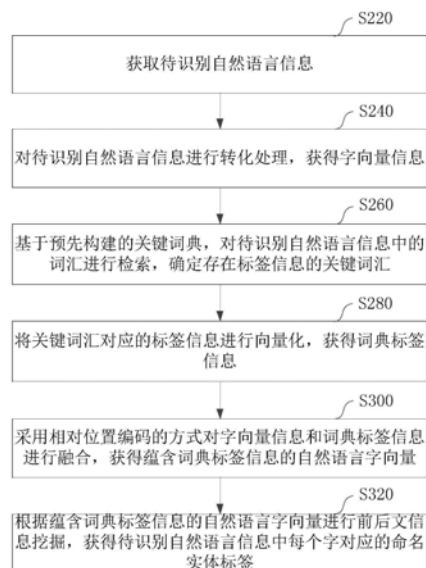 S220
获取待识别自然语言信息
S240
对待识别自然语言信息进行转化处理，获得字向量信息
S260
基于预先构建的关键词典，对待识别自然语言信息中的
词汇进行检索，确定存在标签信息的关键词汇
S280
将关键词汇对应的标签信息进行向量化，获得词典标签
信息
S300
采用相对位置编码的方式对字向量信息和词典标签信息
进行融合，获得蕴含词典标签信息的自然语言字向量
S320
根据蕴含词典标签信息的自然语言字向量进行前后文信
息挖掘，获得待识别自然语言信息中每个字对应的命名
实体标签